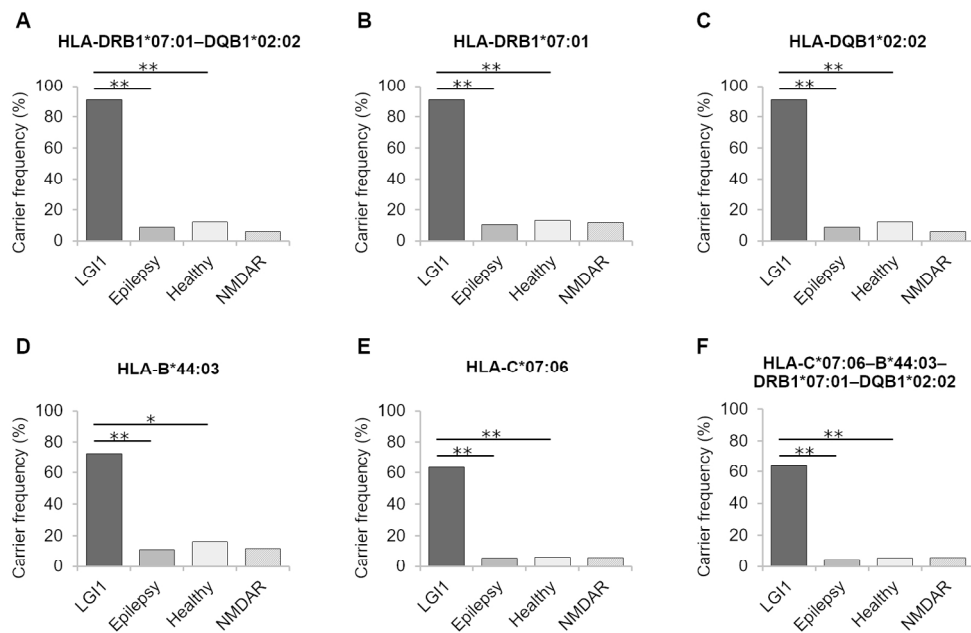 A
HLA-DRB1*07:01–DQB1*02:02
**
**
Carrier frequency (%)
100
80
60
40
20
0
LGI1
Epilepsy
Healthy
NMDAR
B
HLA-DRB1*07:01
**
**
Carrier frequency (%)
100
80
60
40
20
0
LGI1
Epilepsy
Healthy
NMDAR
C
HLA-DQB1*02:02
**
**
Carrier frequency (%)
100
80
60
40
20
0
LGI1
Epilepsy
Healthy
NMDAR
D
HLA-B*44:03
*
**
Carrier frequency (%)
100
80
60
40
20
0
LGI1
Epilepsy
Healthy
NMDAR
E
HLA-C*07:06
**
**
Carrier frequency (%)
100
80
60
40
20
0
LGI1
Epilepsy
Healthy
NMDAR
F
HLA-C*07:06–B*44:03–
DRB1*07:01–DQB1*02:02
**
**
Carrier frequency (%)
100
80
60
40
20
0
LGI1
Epilepsy
Healthy
NMDAR